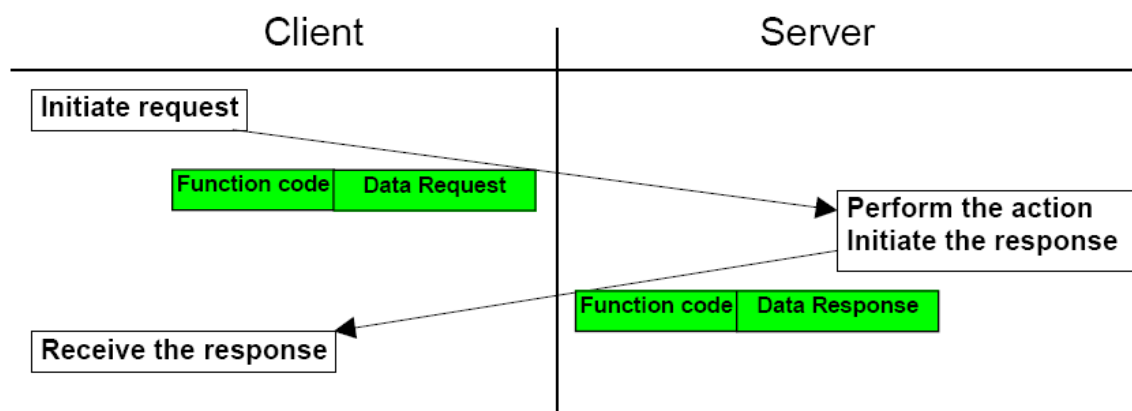 Client
Server
Initiate request
Function code Data Request
Perform the action
Initiate the response
Function code Data Response
Receive the response